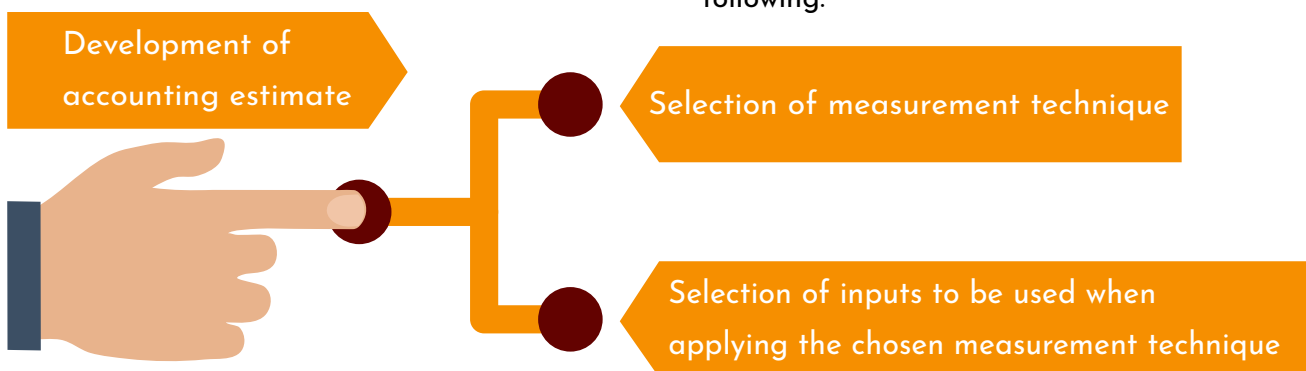 following:
Development of
accounting estimate
Selection of measurement technique
Selection of inputs to be used when
applying the chosen measurement technique